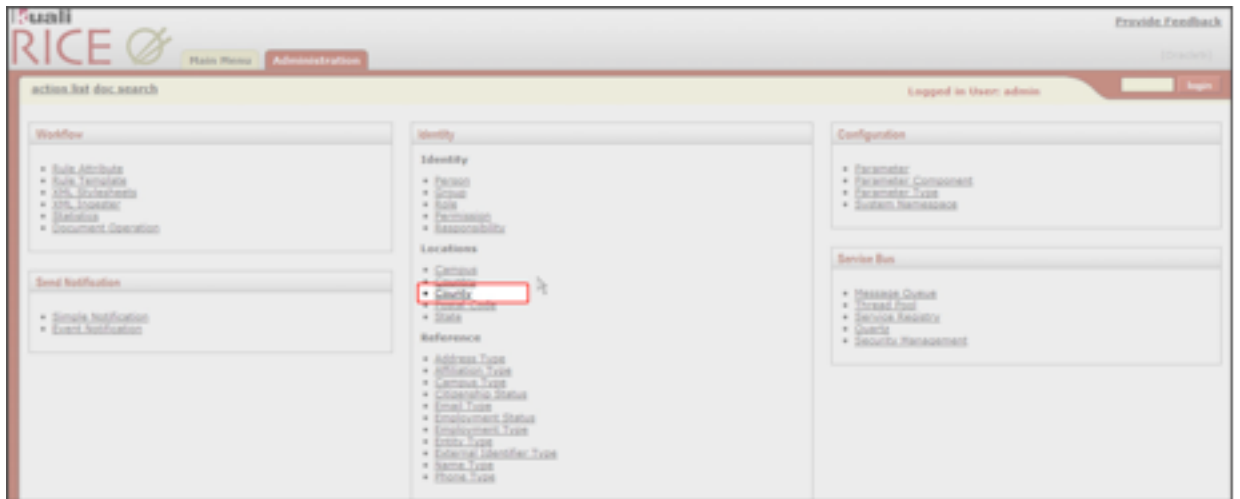 Kuali
RICE
Provide Feedback
Main Menu
Administration
action list doc search
Logged in User: admin
login
Workflow
Rule Attribute
Rule Template
XML Stylesheets
XML Ingester
Statistics
Document Operation
Send Notification
Simple Notification
Event Notification
Identity
Identity
Person
Group
Role
Permission
Responsibility
Locations
Campus
Country
County
Postal Code
State
Reference
Address Type
Affiliation Type
Campus Type
Citizenship Status
Email Type
Employment Status
Employment Type
Entity Type
External Identifier Type
Name Type
Phone Type
Configuration
Parameter
Parameter Component
Parameter Type
System Namespace
Service Bus
Message Queue
Thread Pool
Service Registry
Quartz
Security Management